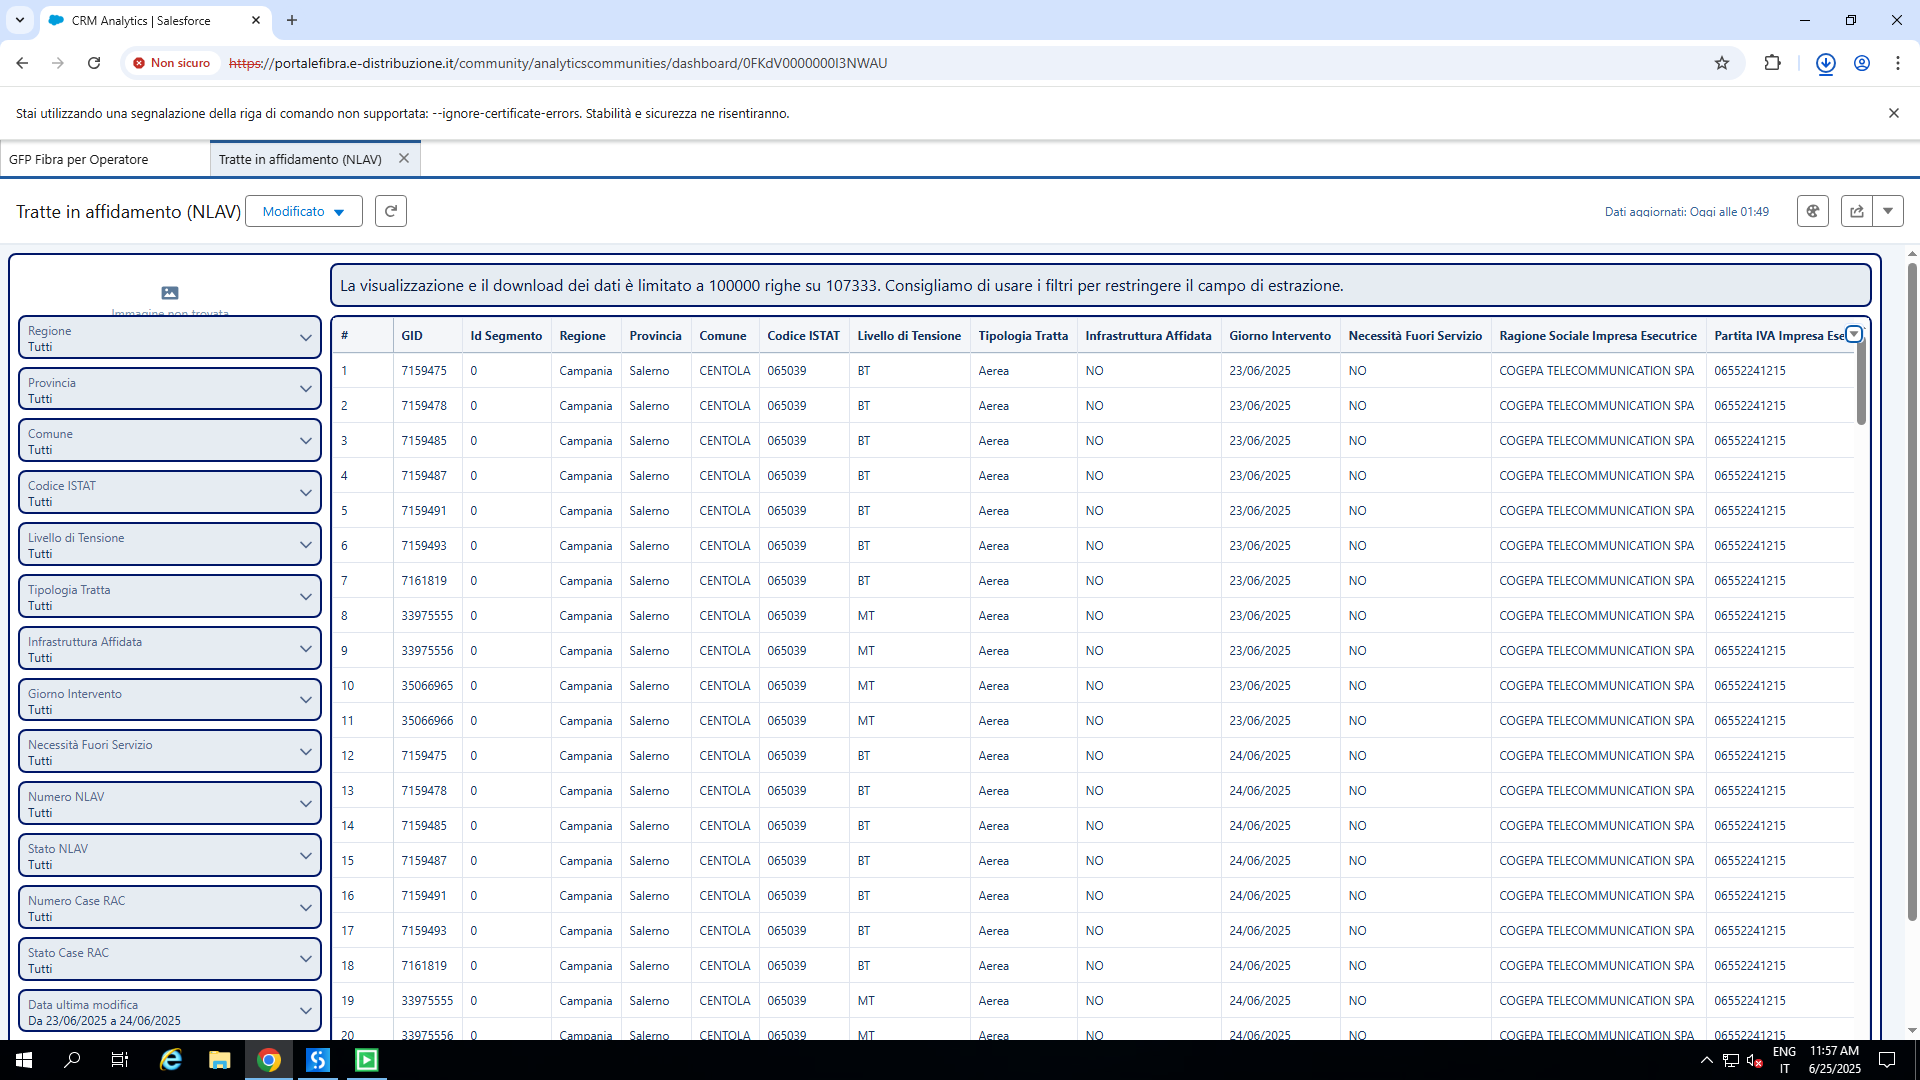 CRM Analytics | Salesforce
Non sicuro
https://portalefibra.e-distribuzione.it/community/analyticscommunities/dashboard/0FKdV0000000I3NWAU
Stai utilizzando una segnalazione della riga di comando non supportata: --ignore-certificate-errors. Stabilità e sicurezza ne risentiranno.
GFP Fibra per Operatore
Tratte in affidamento (NLAV)
Tratte in affidamento (NLAV)
Modificato
Dati aggiornati: Oggi alle 01:49
Immagine non trovata
La visualizzazione e il download dei dati è limitato a 100000 righe su 107333. Consigliamo di usare i filtri per restringere il campo di estrazione.
Regione
Tutti
Provincia
Tutti
Comune
Tutti
Codice ISTAT
Tutti
Livello di Tensione
Tutti
Tipologia Tratta
Tutti
Infrastruttura Affidata
Tutti
Giorno Intervento
Tutti
Necessità Fuori Servizio
Tutti
Numero NLAV
Tutti
Stato NLAV
Tutti
Numero Case RAC
Tutti
Stato Case RAC
Tutti
Data ultima modifica
Da 23/06/2025 a 24/06/2025
# GID Id Segmento Regione Provincia Comune Codice ISTAT Livello di Tensione Tipologia Tratta Infrastruttura Affidata Giorno Intervento Necessità Fuori Servizio Ragione Sociale Impresa Esecutrice Partita IVA Impresa Ese
1 7159475 0 Campania Salerno CENTOLA 065039 BT Aerea NO 23/06/2025 NO COGEPA TELECOMMUNICATION SPA 06552241215
2 7159478 0 Campania Salerno CENTOLA 065039 BT Aerea NO 23/06/2025 NO COGEPA TELECOMMUNICATION SPA 06552241215
3 7159485 0 Campania Salerno CENTOLA 065039 BT Aerea NO 23/06/2025 NO COGEPA TELECOMMUNICATION SPA 06552241215
4 7159487 0 Campania Salerno CENTOLA 065039 BT Aerea NO 23/06/2025 NO COGEPA TELECOMMUNICATION SPA 06552241215
5 7159491 0 Campania Salerno CENTOLA 065039 BT Aerea NO 23/06/2025 NO COGEPA TELECOMMUNICATION SPA 06552241215
6 7159493 0 Campania Salerno CENTOLA 065039 BT Aerea NO 23/06/2025 NO COGEPA TELECOMMUNICATION SPA 06552241215
7 7161819 0 Campania Salerno CENTOLA 065039 BT Aerea NO 23/06/2025 NO COGEPA TELECOMMUNICATION SPA 06552241215
8 33975555 0 Campania Salerno CENTOLA 065039 MT Aerea NO 23/06/2025 NO COGEPA TELECOMMUNICATION SPA 06552241215
9 33975556 0 Campania Salerno CENTOLA 065039 MT Aerea NO 23/06/2025 NO COGEPA TELECOMMUNICATION SPA 06552241215
10 35066965 0 Campania Salerno CENTOLA 065039 MT Aerea NO 23/06/2025 NO COGEPA TELECOMMUNICATION SPA 06552241215
11 35066966 0 Campania Salerno CENTOLA 065039 MT Aerea NO 23/06/2025 NO COGEPA TELECOMMUNICATION SPA 06552241215
12 7159475 0 Campania Salerno CENTOLA 065039 BT Aerea NO 24/06/2025 NO COGEPA TELECOMMUNICATION SPA 06552241215
13 7159478 0 Campania Salerno CENTOLA 065039 BT Aerea NO 24/06/2025 NO COGEPA TELECOMMUNICATION SPA 06552241215
14 7159485 0 Campania Salerno CENTOLA 065039 BT Aerea NO 24/06/2025 NO COGEPA TELECOMMUNICATION SPA 06552241215
15 7159487 0 Campania Salerno CENTOLA 065039 BT Aerea NO 24/06/2025 NO COGEPA TELECOMMUNICATION SPA 06552241215
16 7159491 0 Campania Salerno CENTOLA 065039 BT Aerea NO 24/06/2025 NO COGEPA TELECOMMUNICATION SPA 06552241215
17 7159493 0 Campania Salerno CENTOLA 065039 BT Aerea NO 24/06/2025 NO COGEPA TELECOMMUNICATION SPA 06552241215
18 7161819 0 Campania Salerno CENTOLA 065039 BT Aerea NO 24/06/2025 NO COGEPA TELECOMMUNICATION SPA 06552241215
19 33975555 0 Campania Salerno CENTOLA 065039 MT Aerea NO 24/06/2025 NO COGEPA TELECOMMUNICATION SPA 06552241215
20 33975556 0 Campania Salerno CENTOLA 065039 MT Aerea NO 24/06/2025 NO COGEPA TELECOMMUNICATION SPA 06552241215
ENG
IT
11:57 AM
6/25/2025